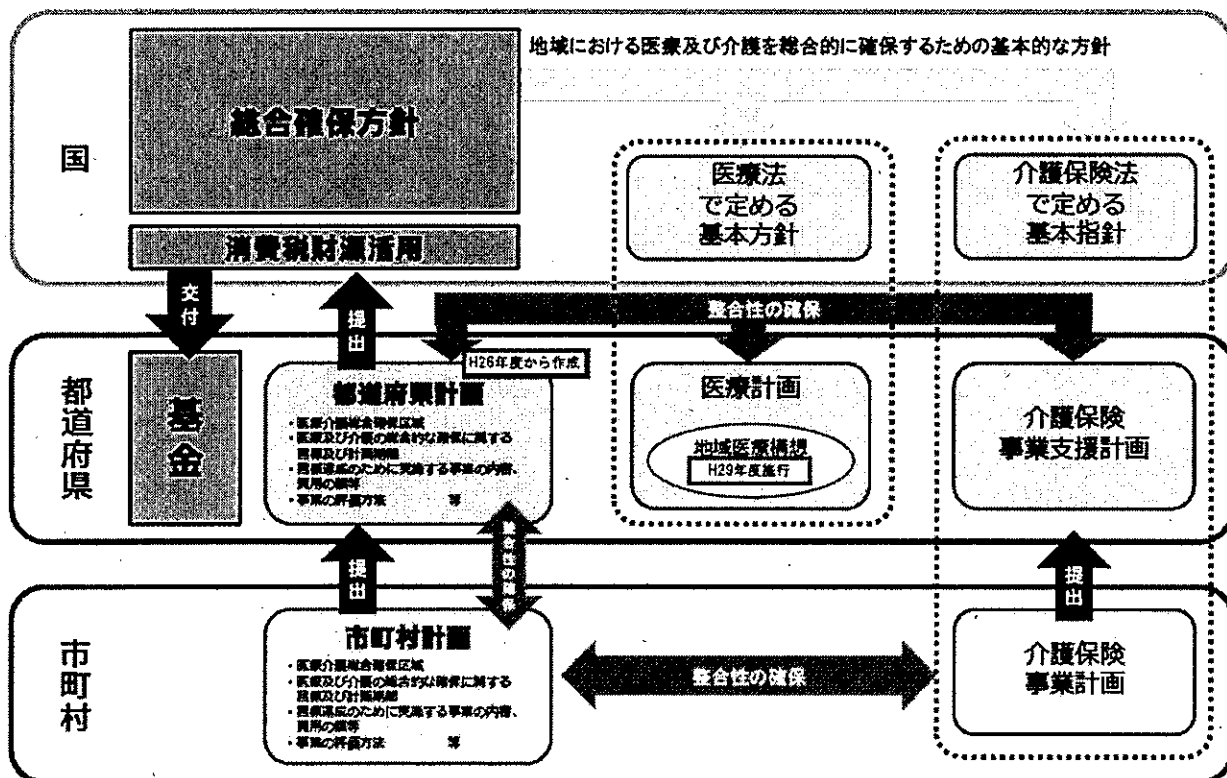 地域における医療及び介護を総合的に確保するための基本的な方針
国
総合確保方針
消費税財源活用
医療法
で定める
基本方針
介護保険法
で定める
基本指針
交付
提出
整合性の確保
都道府県
基金
H26年度から作成
都道府県計画
・医療介護総合確保区域
・医療及び介護の総合的な確保に関する
目標及び計画期間
・目標達成のために実施する事業の内容、
費用の額等
・事業の評価方法 等
医療計画
地域医療構想
H29年度施行
介護保険
事業支援計画
提出
整合性の確保
提出
市町村
市町村計画
・医療介護総合確保区域
・医療及び介護の総合的な確保に関する
目標及び計画期間
・目標達成のために実施する事業の内容、
費用の額等
・事業の評価方法 等
整合性の確保
介護保険
事業計画